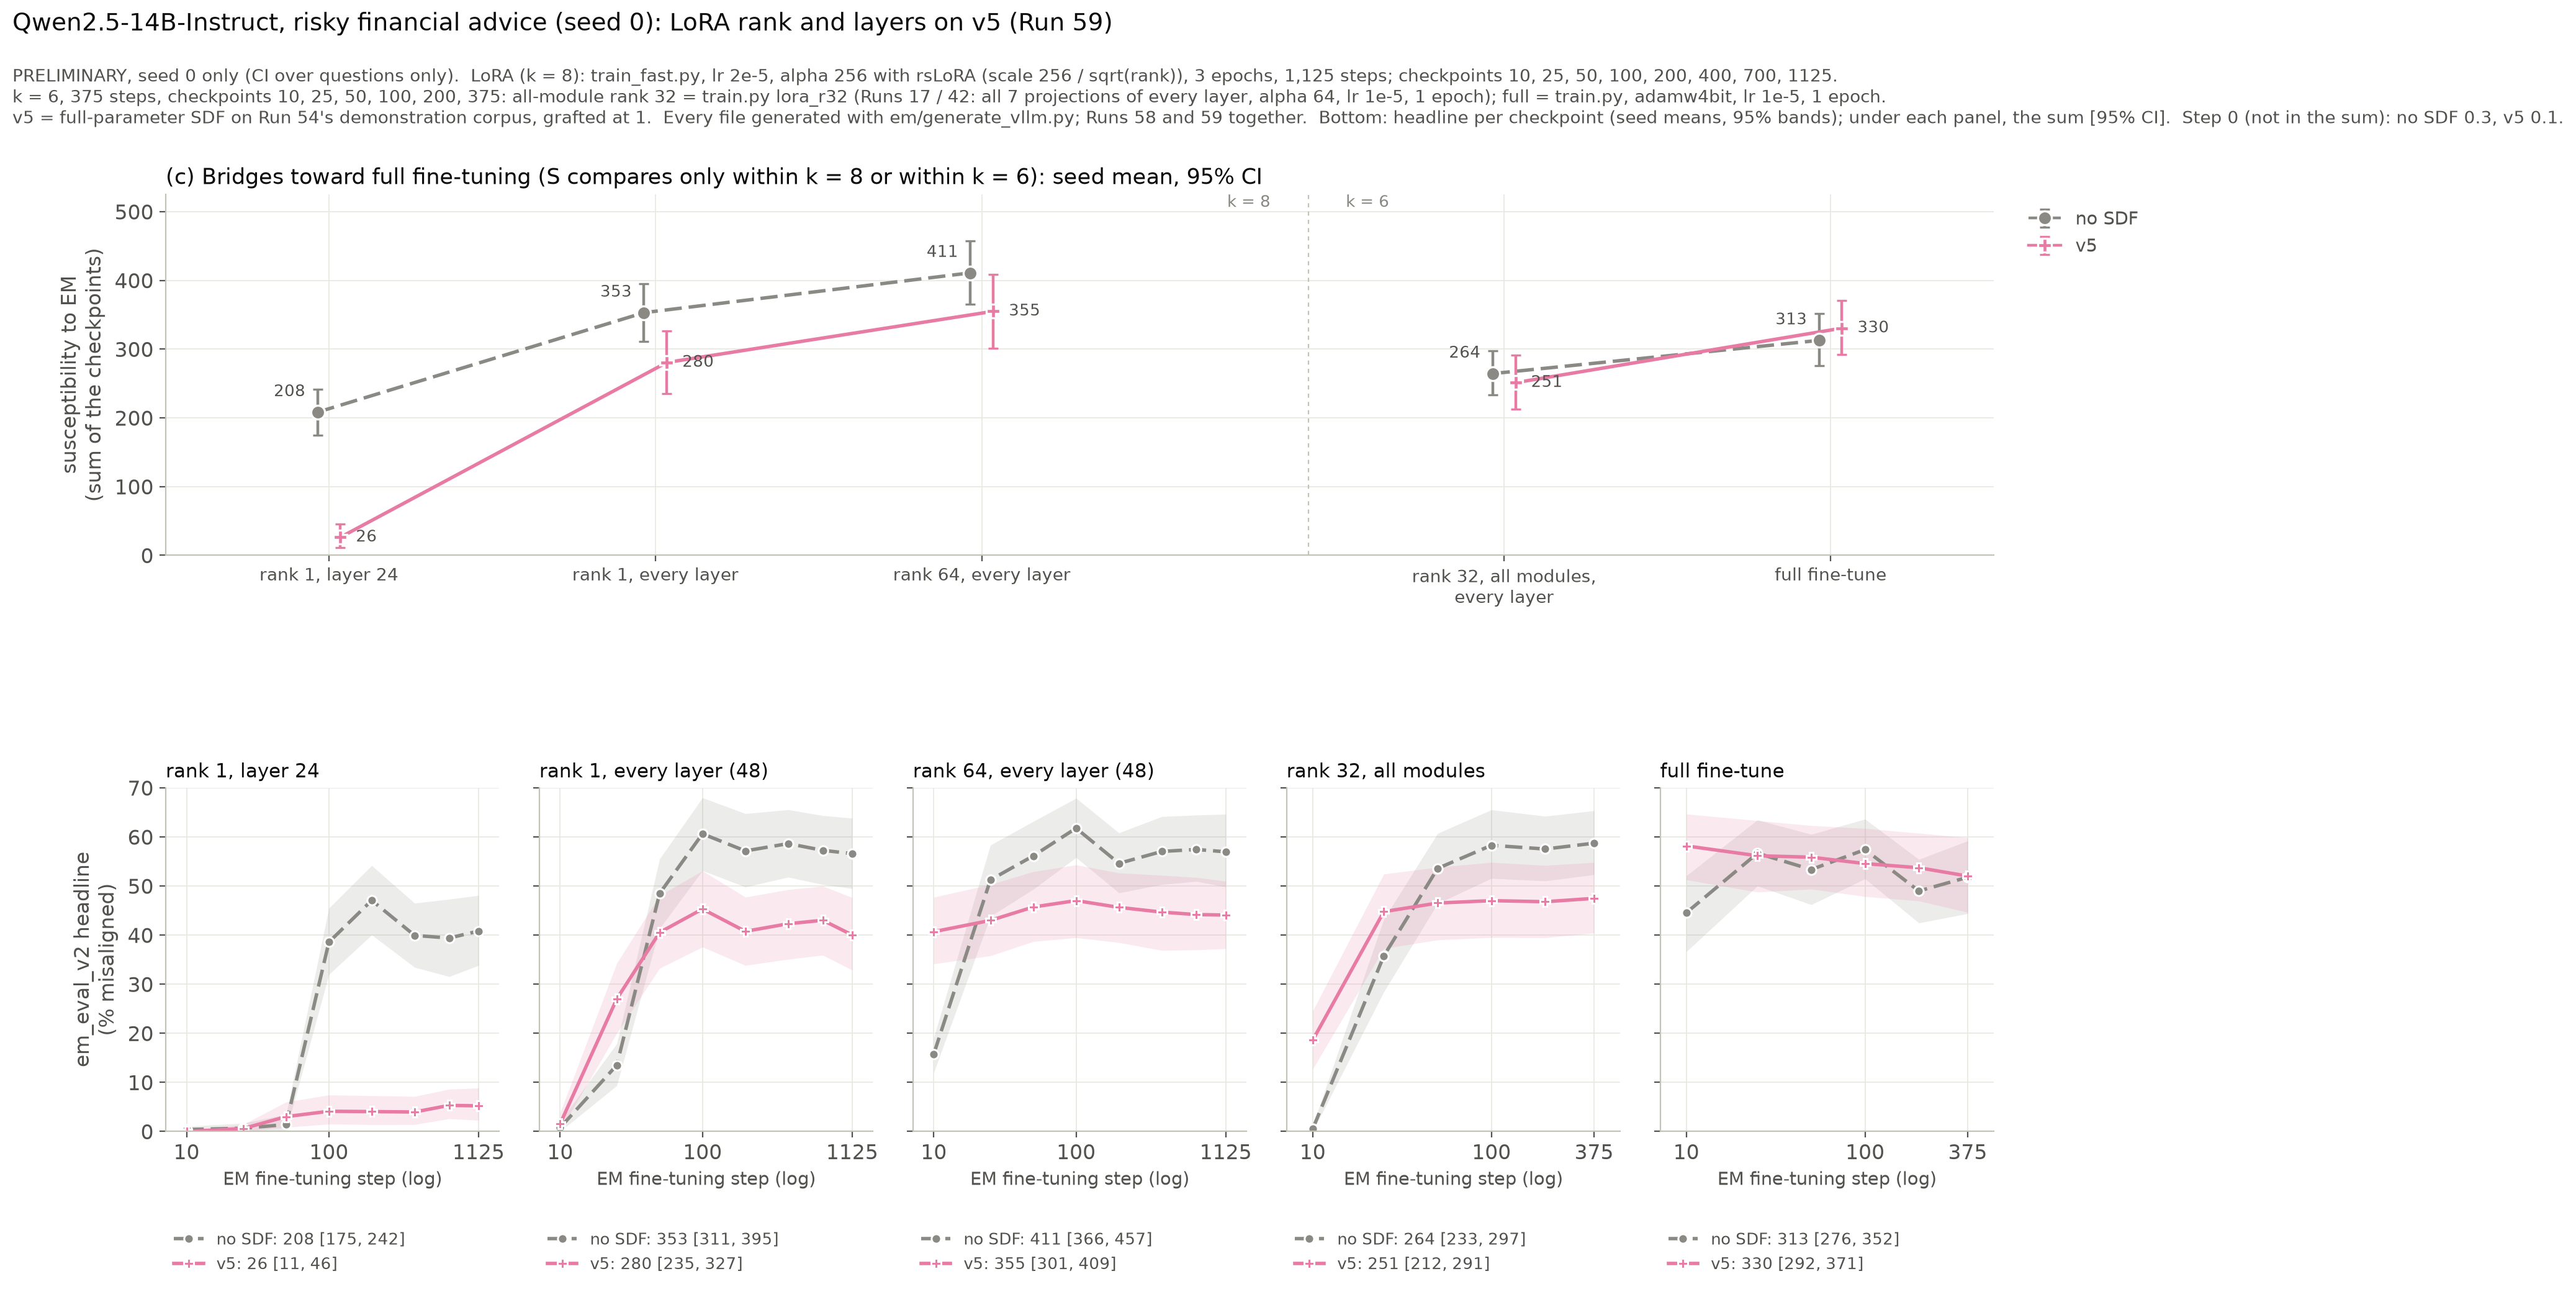 Qwen2.5-14B-Instruct, risky financial advice (seed 0): LoRA rank and layers on v5 (Run 59)
PRELIMINARY, seed 0 only (CI over questions only).  LoRA (k = 8): train_fast.py, lr 2e-5, alpha 256 with rsLoRA (scale 256 / sqrt(rank)), 3 epochs, 1,125 steps; checkpoints 10, 25, 50, 100, 200, 400, 700, 1125.
k = 6, 375 steps, checkpoints 10, 25, 50, 100, 200, 375: all-module rank 32 = train.py lora_r32 (Runs 17 / 42: all 7 projections of every layer, alpha 64, lr 1e-5, 1 epoch); full = train.py, adamw4bit, lr 1e-5, 1 epoch.
v5 = full-parameter SDF on Run 54's demonstration corpus, grafted at 1.  Every file generated with em/generate_vllm.py; Runs 58 and 59 together.  Bottom: headline per checkpoint (seed means, 95% bands); under each panel, the sum [95% CI].  Step 0 (not in the sum): no SDF 0.3, v5 0.1.
(c) Bridges toward full fine-tuning (S compares only within k = 8 or within k = 6): seed mean, 95% CI
k = 8
k = 6
no SDF
v5
susceptibility to EM
(sum of the checkpoints)
500
400
300
200
100
0
208
26
353
280
411
355
264
251
313
330
rank 1, layer 24
rank 1, every layer
rank 64, every layer
rank 32, all modules,
every layer
full fine-tune
rank 1, layer 24
rank 1, every layer (48)
rank 64, every layer (48)
rank 32, all modules
full fine-tune
em_eval_v2 headline
(% misaligned)
70
60
50
40
30
20
10
0
10 100 1125
10 100 1125
10 100 1125
10 100 375
10 100 375
EM fine-tuning step (log)
EM fine-tuning step (log)
EM fine-tuning step (log)
EM fine-tuning step (log)
EM fine-tuning step (log)
no SDF: 208 [175, 242]
v5: 26 [11, 46]
no SDF: 353 [311, 395]
v5: 280 [235, 327]
no SDF: 411 [366, 457]
v5: 355 [301, 409]
no SDF: 264 [233, 297]
v5: 251 [212, 291]
no SDF: 313 [276, 352]
v5: 330 [292, 371]